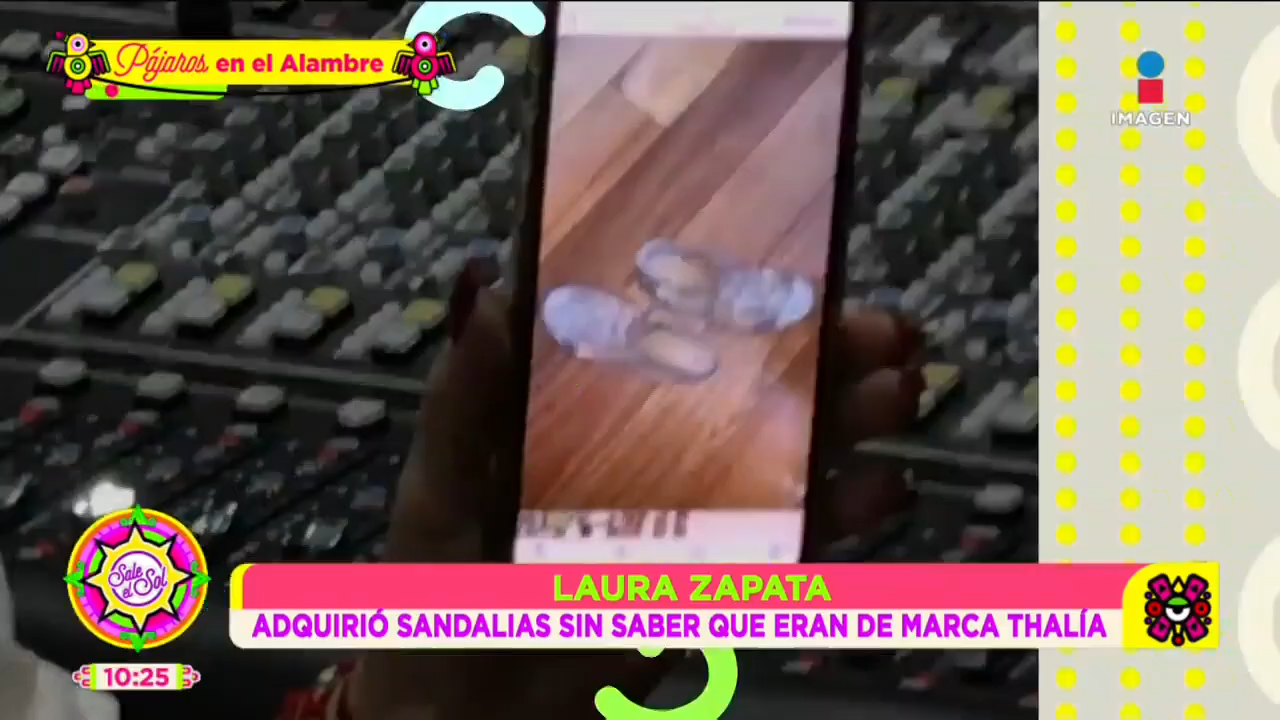 Pájaros en el Alambre
IMAGEN
LAURA ZAPATA
ADQUIRIÓ SANDALIAS SIN SABER QUE ERAN DE MARCA THALÍA
Sale el Sol
10:25